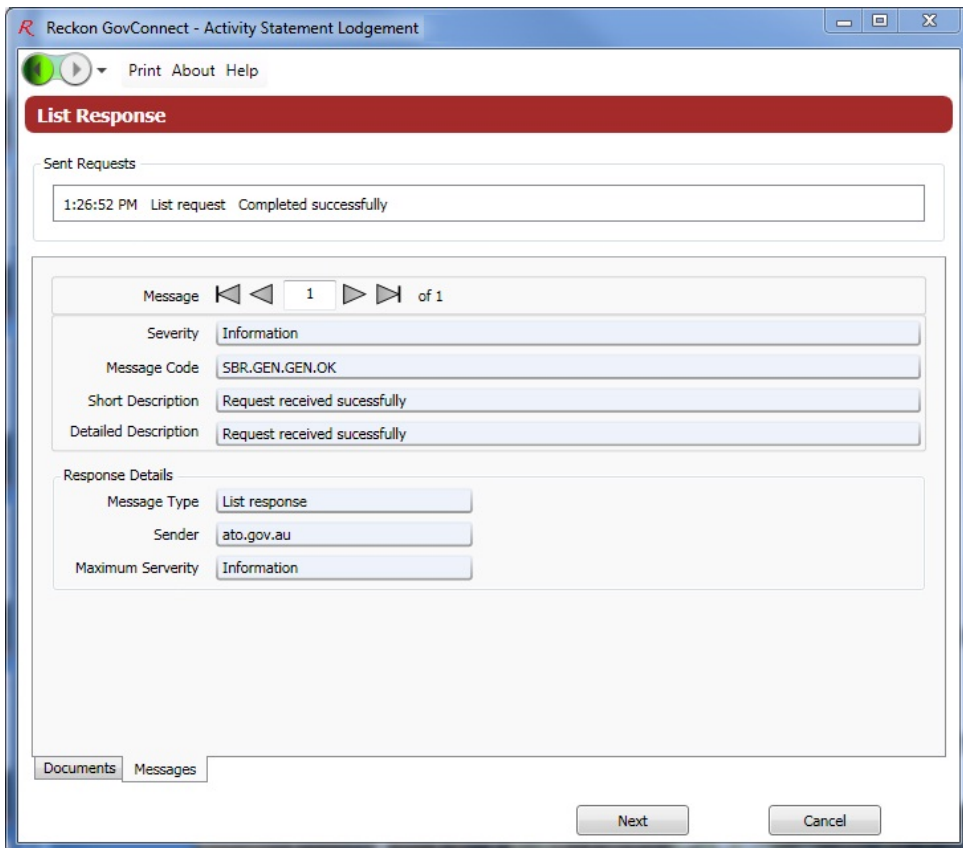 R Reckon GovConnect - Activity Statement Lodgement
Print About Help
List Response
Sent Requests
1:26:52 PM List request Completed successfully
Message 1 of 1
Severity Information
Message Code SBR.GEN.GEN.OK
Short Description Request received sucessfully
Detailed Description Request received sucessfully
Response Details
Message Type List response
Sender ato.gov.au
Maximum Serverity Information
Documents Messages
Next Cancel